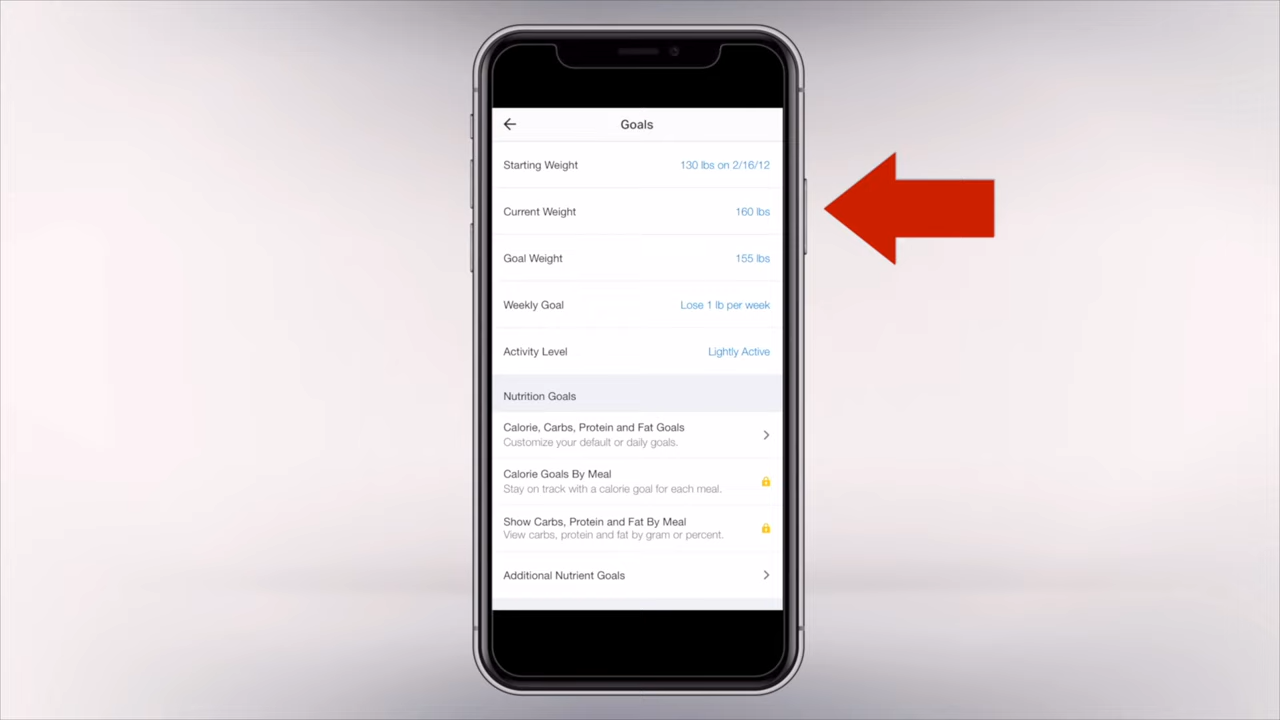 Goals
Starting Weight 130 lbs on 2/16/12
Current Weight 160 lbs
Goal Weight 155 lbs
Weekly Goal Lose 1 lb per week
Activity Level Lightly Active
Nutrition Goals
Calorie, Carbs, Protein and Fat Goals
Customize your default or daily goals.
Calorie Goals By Meal
Stay on track with a calorie goal for each meal.
Show Carbs, Protein and Fat By Meal
View carbs, protein and fat by gram or percent.
Additional Nutrient Goals